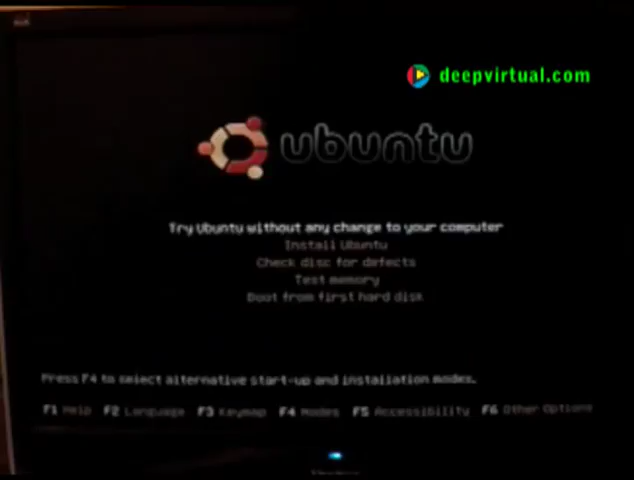 deepvirtual.com
ubuntu
Try Ubuntu without any change to your computer
Install Ubuntu
Check disc for defects
Test memory
Boot from first hard disk
Press F4 to select alternative start-up and installation modes.
F1 Help F2 Language F3 Keymap F4 Modes F5 Accessibility F6 Other Options